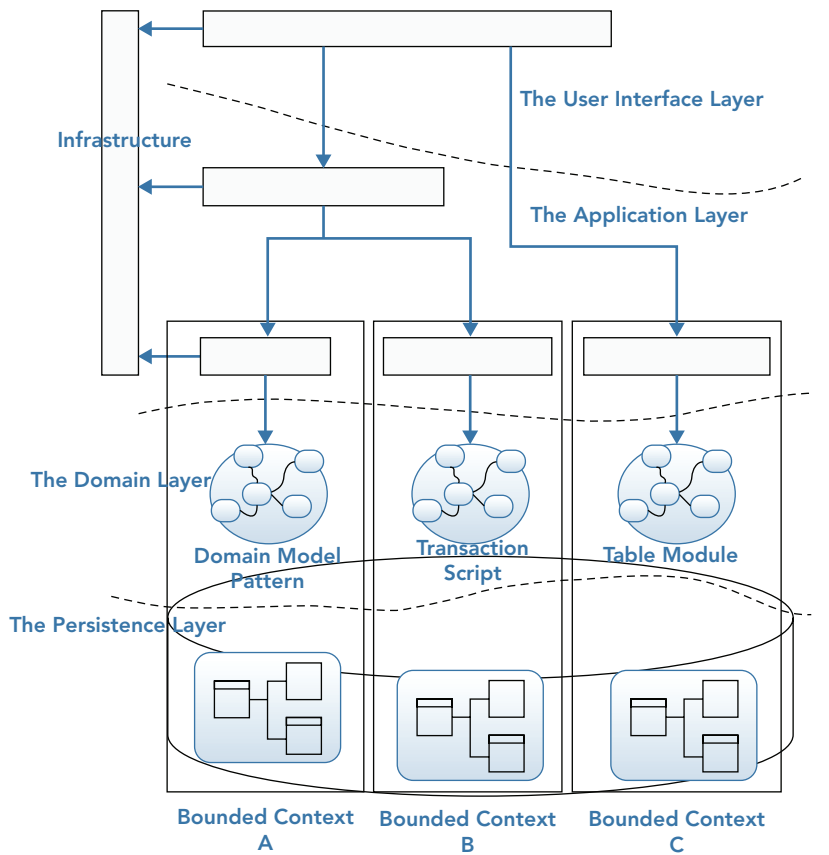 The User Interface Layer
Infrastructure
The Application Layer
The Domain Layer
Domain Model
Pattern
Transaction
Script
Table Module
The Persistence Layer
Bounded Context
A
Bounded Context
B
Bounded Context
C